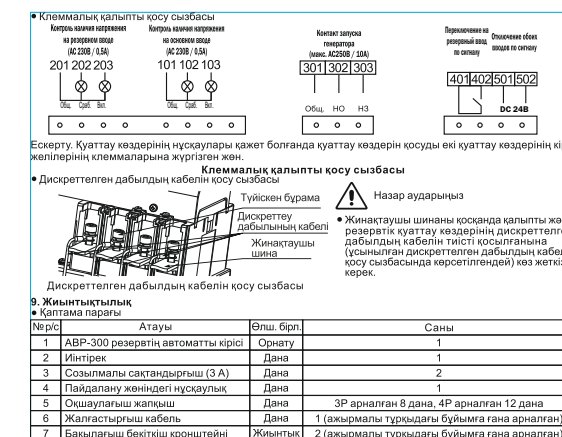 ● Клеммалық қалыпты қосу сызбасы
Контроль наличия напряжения
на резервном вводе
(АС 230В / 0,5А)
201 202 203
Общ. Сраб. Вкл.
Контроль наличия напряжения
на основном вводе
(АС 230В / 0,5А)
101 102 103
Общ. Сраб. Вкл.
Контакт запуска
генератора
(макс. АС250В / 10А)
301 302 303
Общ. НО НЗ
Переключение на
резервный ввод
по сигналу
Отключение обоих
вводов по сигналу
401 402 501 502
DC 24В
Ескерту. Қуаттау көздерінің нұсқаулары қажет болғанда қуаттау көздерін қосуды екі қуаттау көздерінің
желілерінің клеммаларына жүргізген жөн.
Клеммалық қалыпты қосу сызбасы
● Дискреттелген дабылдың кабелін қосу сызбасы
Түйіскен бұрама
Дискреттеу
дабылының кабелі
Жинақтаушы
шина
Дискреттелген дабылдың кабелін қосу сызбасы
Назар аударыңыз
● Жинақтаушы шинаны қосқанда қалыпты
резервтік қуаттау көздерінің
дабылдың кабелін тиісті қосылғанына
(ұсынылған дискреттелген дабылдың
қосу сызбасында көрсетілгендей) көз
керек.
9. Жиынтықтылық
● Қаптама парағы
№ р/с Атауы Өлш. бірл. Саны
1 АВР-300 резервтің автоматты кірісі Орнату 1
2 Иінтірек Дана 1
3 Созылмалы сақтандырғыш (3 А) Дана 2
4 Пайдалану жөніндегі нұсқаулық Дана 1
5 Оқшаулағыш жапқыш Дана 3Р арналған 8 дана, 4Р арналған 12 дана
6 Жалғастырғыш кабель Дана 1 (ажырмалы тұрқыдағы бұйымға ғана арналған)
7 Бақылағыш бекіткіш кронштейні Жиынтық 2 (ажырмалы тұрқыдағы бұйымға ғана арналған)